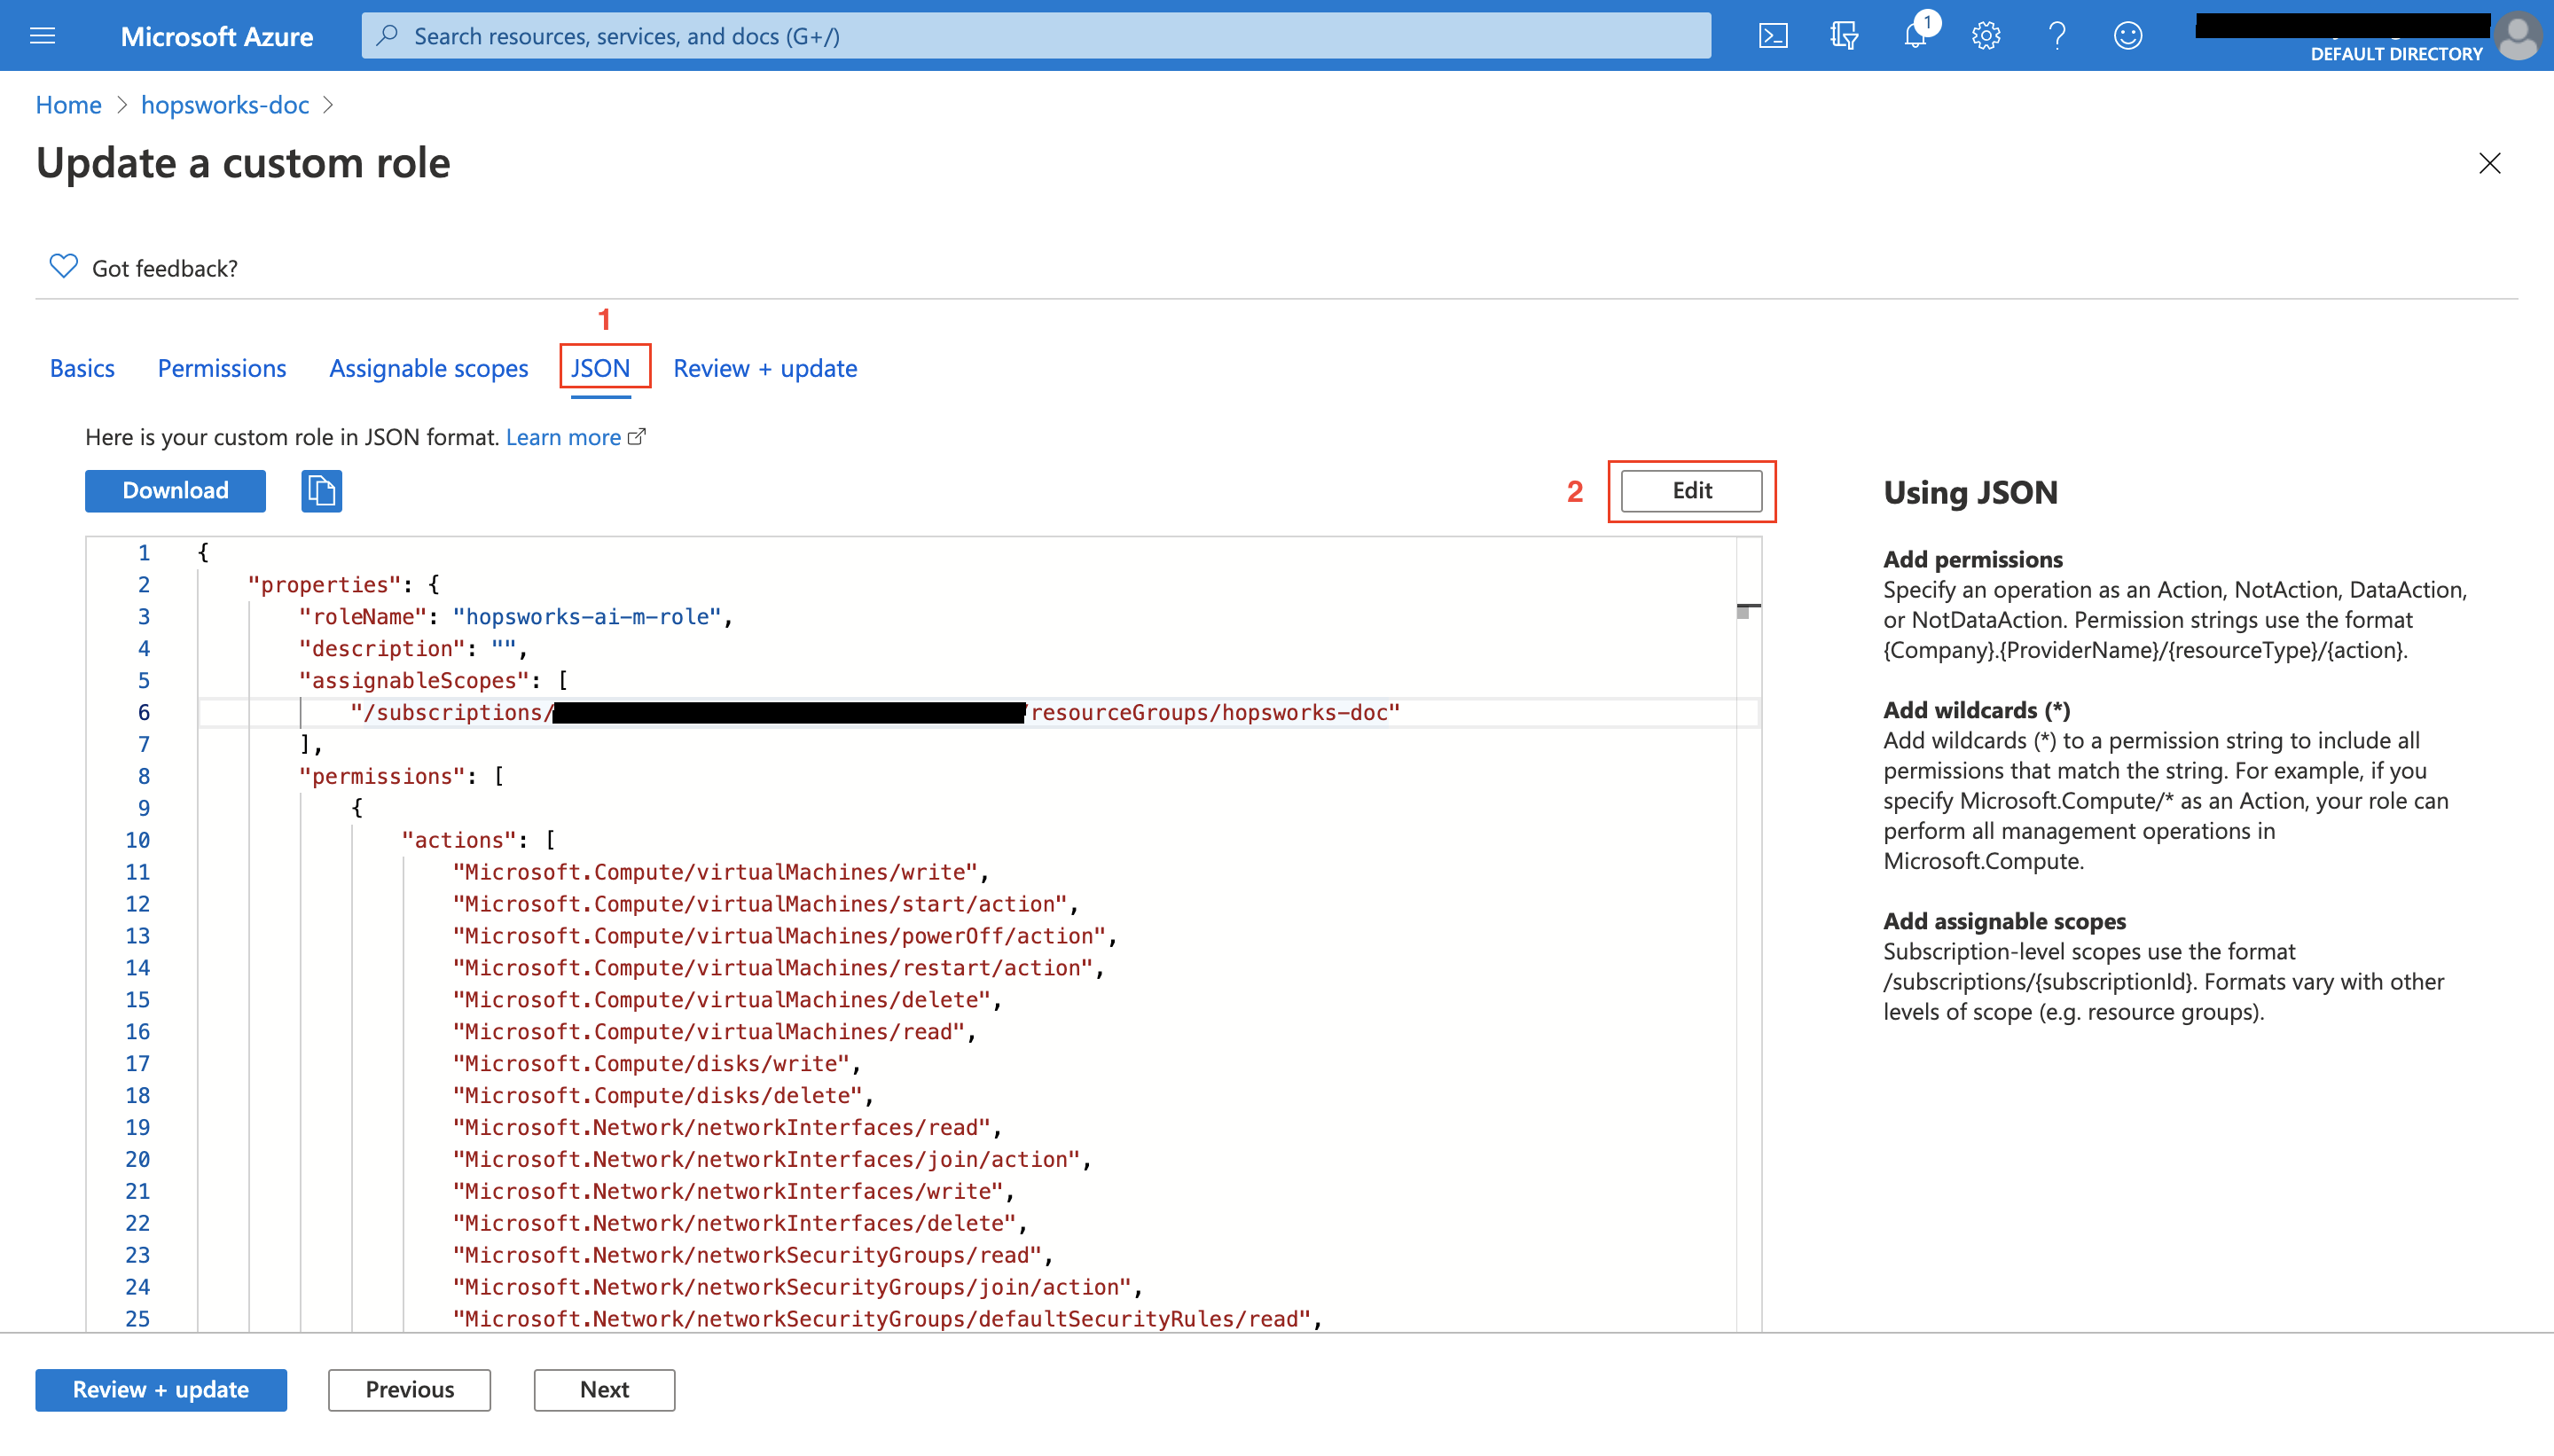 Microsoft Azure
Search resources, services, and docs (G+/)
1
DEFAULT DIRECTORY
Home > hopsworks-doc >
Update a custom role
Got feedback?
1
Basics Permissions Assignable scopes JSON Review + update
Here is your custom role in JSON format. Learn more
Download
2
Edit
1 {
2 "properties": {
3 "roleName": "hopsworks-ai-m-role",
4 "description": "",
5 "assignableScopes": [
6 "/subscriptions/ /resourceGroups/hopsworks-doc"
7 ],
8 "permissions": [
9 {
10 "actions": [
11 "Microsoft.Compute/virtualMachines/write",
12 "Microsoft.Compute/virtualMachines/start/action",
13 "Microsoft.Compute/virtualMachines/powerOff/action",
14 "Microsoft.Compute/virtualMachines/restart/action",
15 "Microsoft.Compute/virtualMachines/delete",
16 "Microsoft.Compute/virtualMachines/read",
17 "Microsoft.Compute/disks/write",
18 "Microsoft.Compute/disks/delete",
19 "Microsoft.Network/networkInterfaces/read",
20 "Microsoft.Network/networkInterfaces/join/action",
21 "Microsoft.Network/networkInterfaces/write",
22 "Microsoft.Network/networkInterfaces/delete",
23 "Microsoft.Network/networkSecurityGroups/read",
24 "Microsoft.Network/networkSecurityGroups/join/action",
25 "Microsoft.Network/networkSecurityGroups/defaultSecurityRules/read",
Using JSON
Add permissions
Specify an operation as an Action, NotAction, DataAction,
or NotDataAction. Permission strings use the format
{Company}.{ProviderName}/{resourceType}/{action}.
Add wildcards (*)
Add wildcards (*) to a permission string to include all
permissions that match the string. For example, if you
specify Microsoft.Compute/* as an Action, your role can
perform all management operations in
Microsoft.Compute.
Add assignable scopes
Subscription-level scopes use the format
/subscriptions/{subscriptionId}. Formats vary with other
levels of scope (e.g. resource groups).
Review + update
Previous
Next